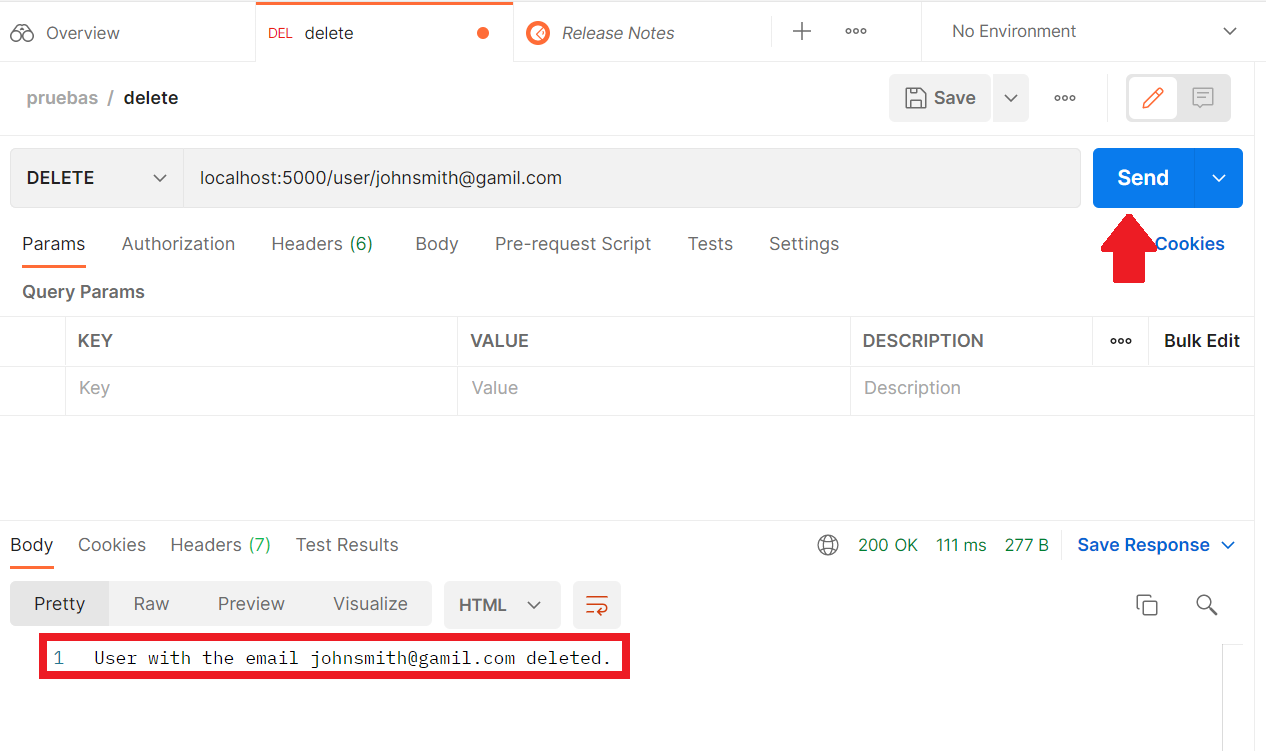 Overview DEL delete Release Notes No Environment
pruebas / delete Save
DELETE localhost:5000/user/johnsmith@gamil.com Send
Params Authorization Headers (6) Body Pre-request Script Tests Settings Cookies
Query Params
KEY VALUE DESCRIPTION Bulk Edit
Key Value Description
Body Cookies Headers (7) Test Results 200 OK 111 ms 277 B Save Response
Pretty Raw Preview Visualize HTML
1 User with the email johnsmith@gamil.com deleted.